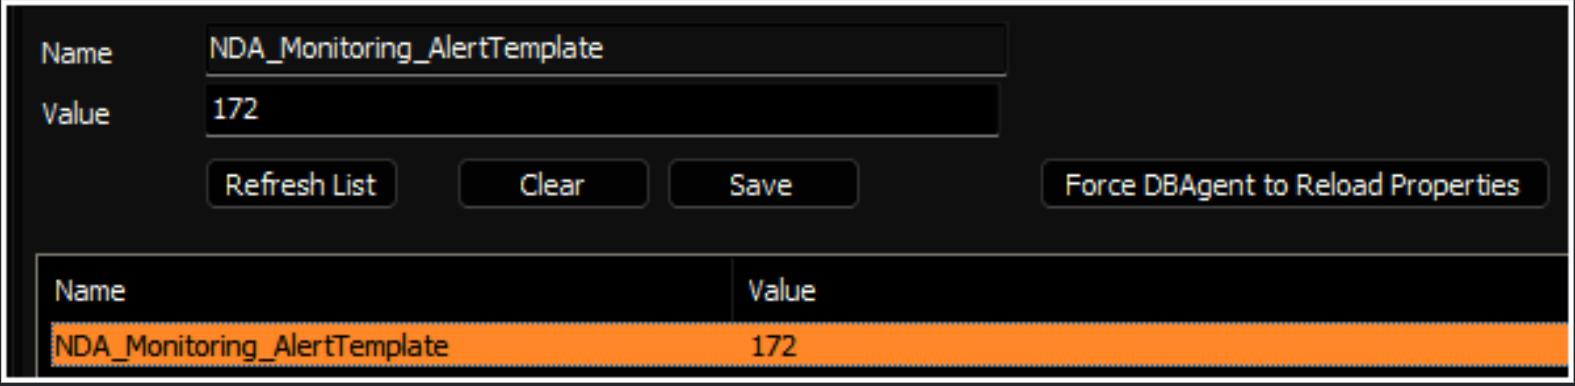 Name NDA_Monitoring_AlertTemplate
Value 172
Refresh List Clear Save Force DBAgent to Reload Properties
Name Value
NDA_Monitoring_AlertTemplate 172